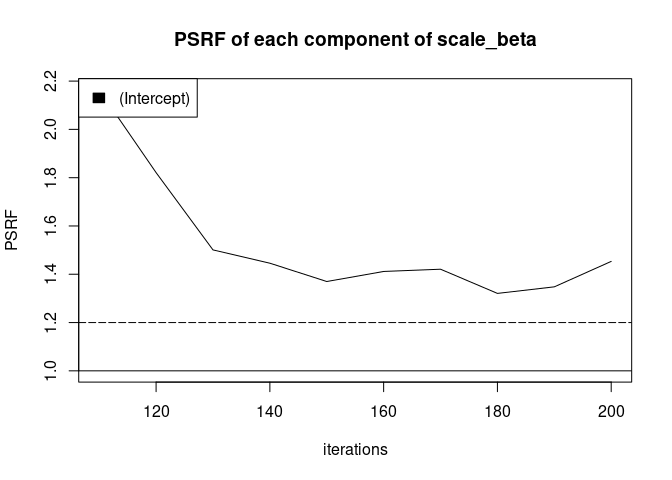 PSRF of each component of scale_beta
(Intercept)
PSRF
2.2
2.0
1.8
1.6
1.4
1.2
1.0
120 140 160 180 200
iterations